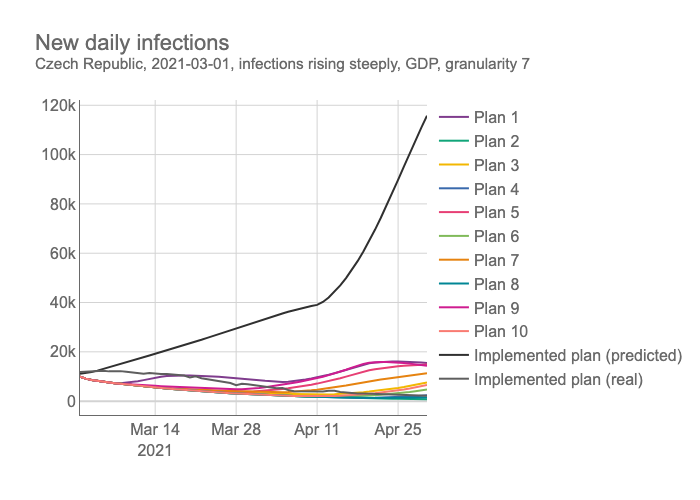 New daily infections
Czech Republic, 2021-03-01, infections rising steeply, GDP, granularity 7
120k
100k
80k
60k
40k
20k
0
Mar 14
2021
Mar 28
Apr 11
Apr 25
Plan 1
Plan 2
Plan 3
Plan 4
Plan 5
Plan 6
Plan 7
Plan 8
Plan 9
Plan 10
Implemented plan (predicted)
Implemented plan (real)